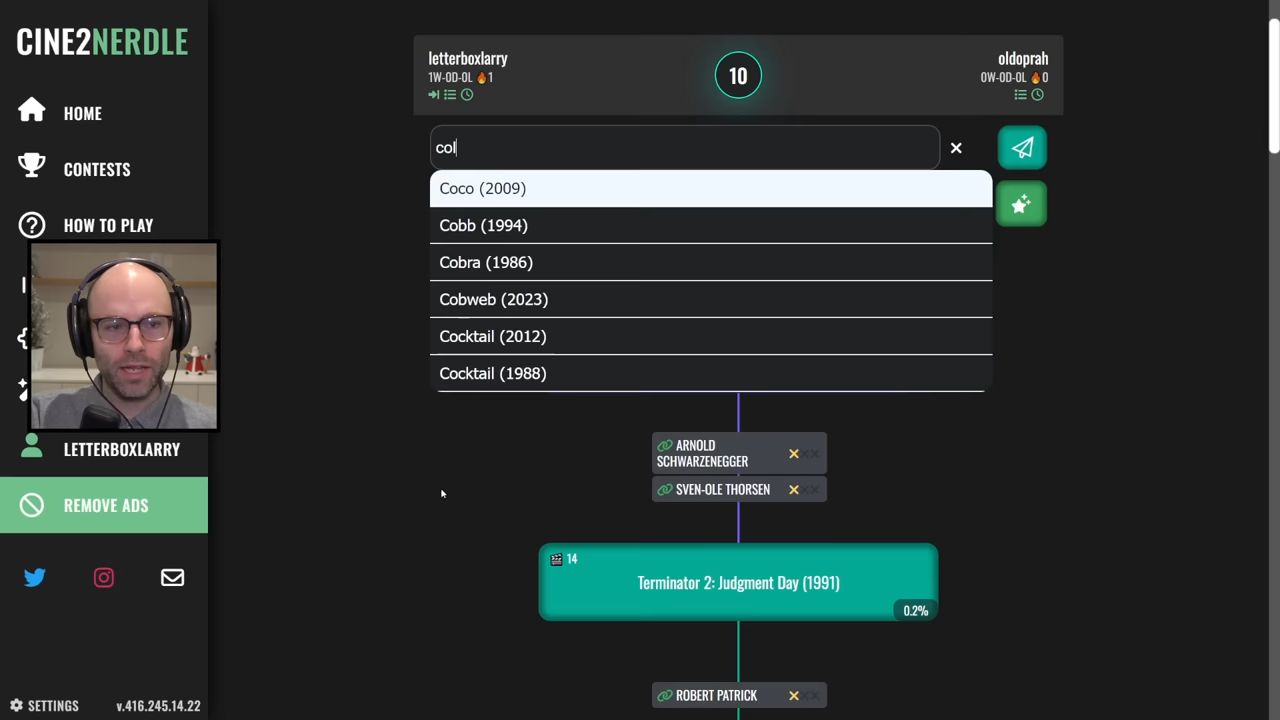 CINE2NERDLE
HOME
CONTESTS
HOW TO PLAY
LETTERBOXLARRY
REMOVE ADS
SETTINGS
v.416.245.14.22
letterboxlarry
1W-0D-0L 🔥1
10
oldoprah
0W-0D-0L 🔥0
col
Coco (2009)
Cobb (1994)
Cobra (1986)
Cobweb (2023)
Cocktail (2012)
Cocktail (1988)
ARNOLD
SCHWARZENEGGER
SVEN-OLE THORSEN
14
Terminator 2: Judgment Day (1991)
0.2%
ROBERT PATRICK